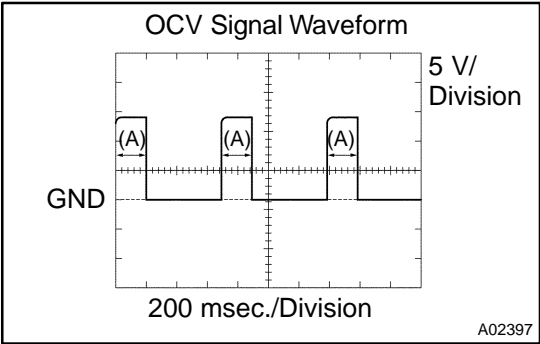 OCV Signal Waveform
5 V/
Division
(A) (A) (A)
GND
200 msec./Division
A02397